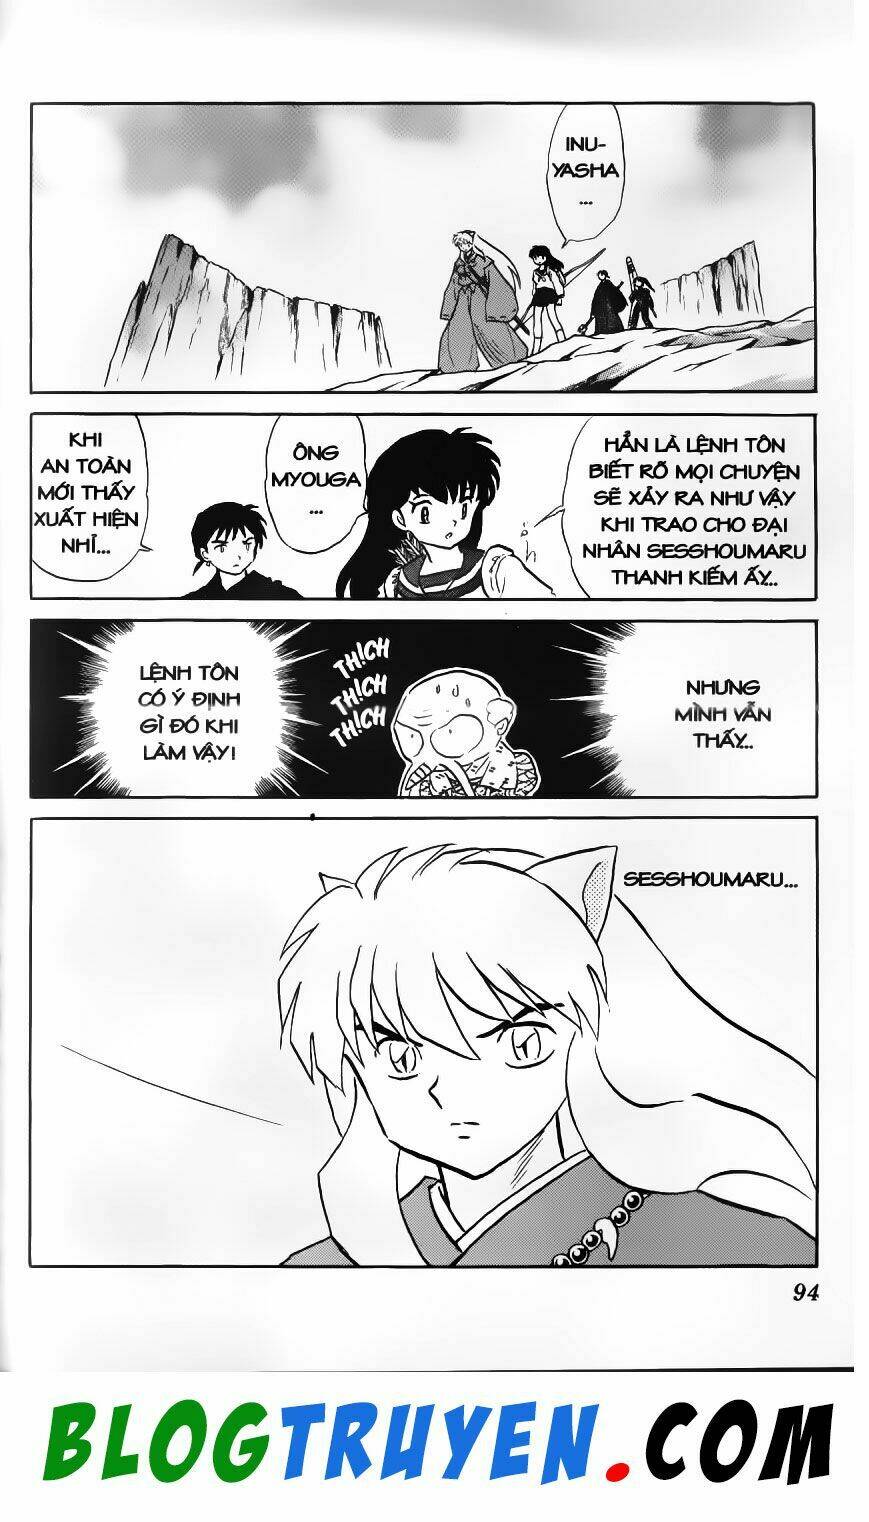 INU-
YASHA
...
HẲN LÀ LỆNH TÔN
BIẾT RÕ MỌI CHUYỆN
SẼ XẢY RA NHƯ VẬY
KHI TRAO CHO ĐẠI
NHÂN SESSHOUMARU
THANH KIẾM ẤY...
ÔNG
MYOUGA
...
KHI
AN TOÀN
MỚI THẤY
XUẤT HIỆN
NHỈ...
NHƯNG
MÌNH VẪN
THẤY...
THỊCH
THỊCH
THỊCH
LỆNH TÔN
CÓ Ý ĐỊNH
GÌ ĐÓ KHI
LÀM VẬY!
SESSHOUMARU...
94
BLOGTRUYEN.COM